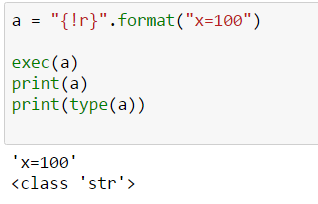 a = "{!r}".format("x=100")
exec(a)
print(a)
print(type(a))
'x=100'
<class 'str'>